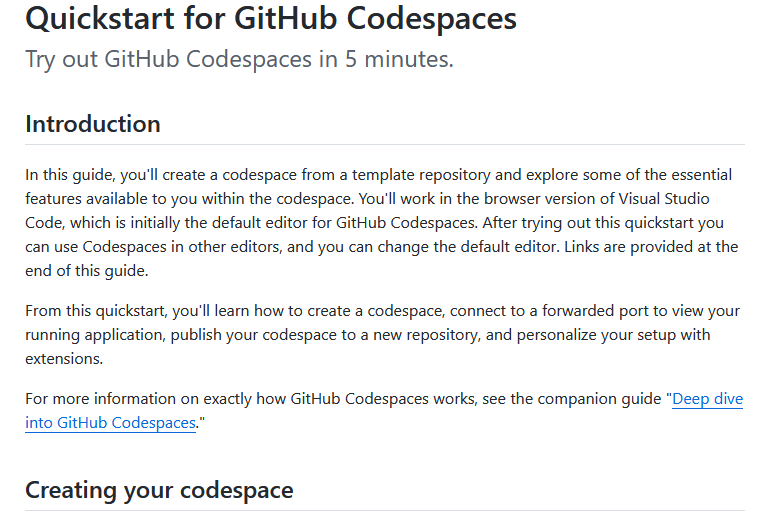 Quickstart for GitHub Codespaces
Try out GitHub Codespaces in 5 minutes.
Introduction
In this guide, you'll create a codespace from a template repository and explore some of the essential
features available to you within the codespace. You'll work in the browser version of Visual Studio
Code, which is initially the default editor for GitHub Codespaces. After trying out this quickstart you
can use Codespaces in other editors, and you can change the default editor. Links are provided at the
end of this guide.
From this quickstart, you'll learn how to create a codespace, connect to a forwarded port to view your
running application, publish your codespace to a new repository, and personalize your setup with
extensions.
For more information on exactly how GitHub Codespaces works, see the companion guide "Deep dive
into GitHub Codespaces."
Creating your codespace